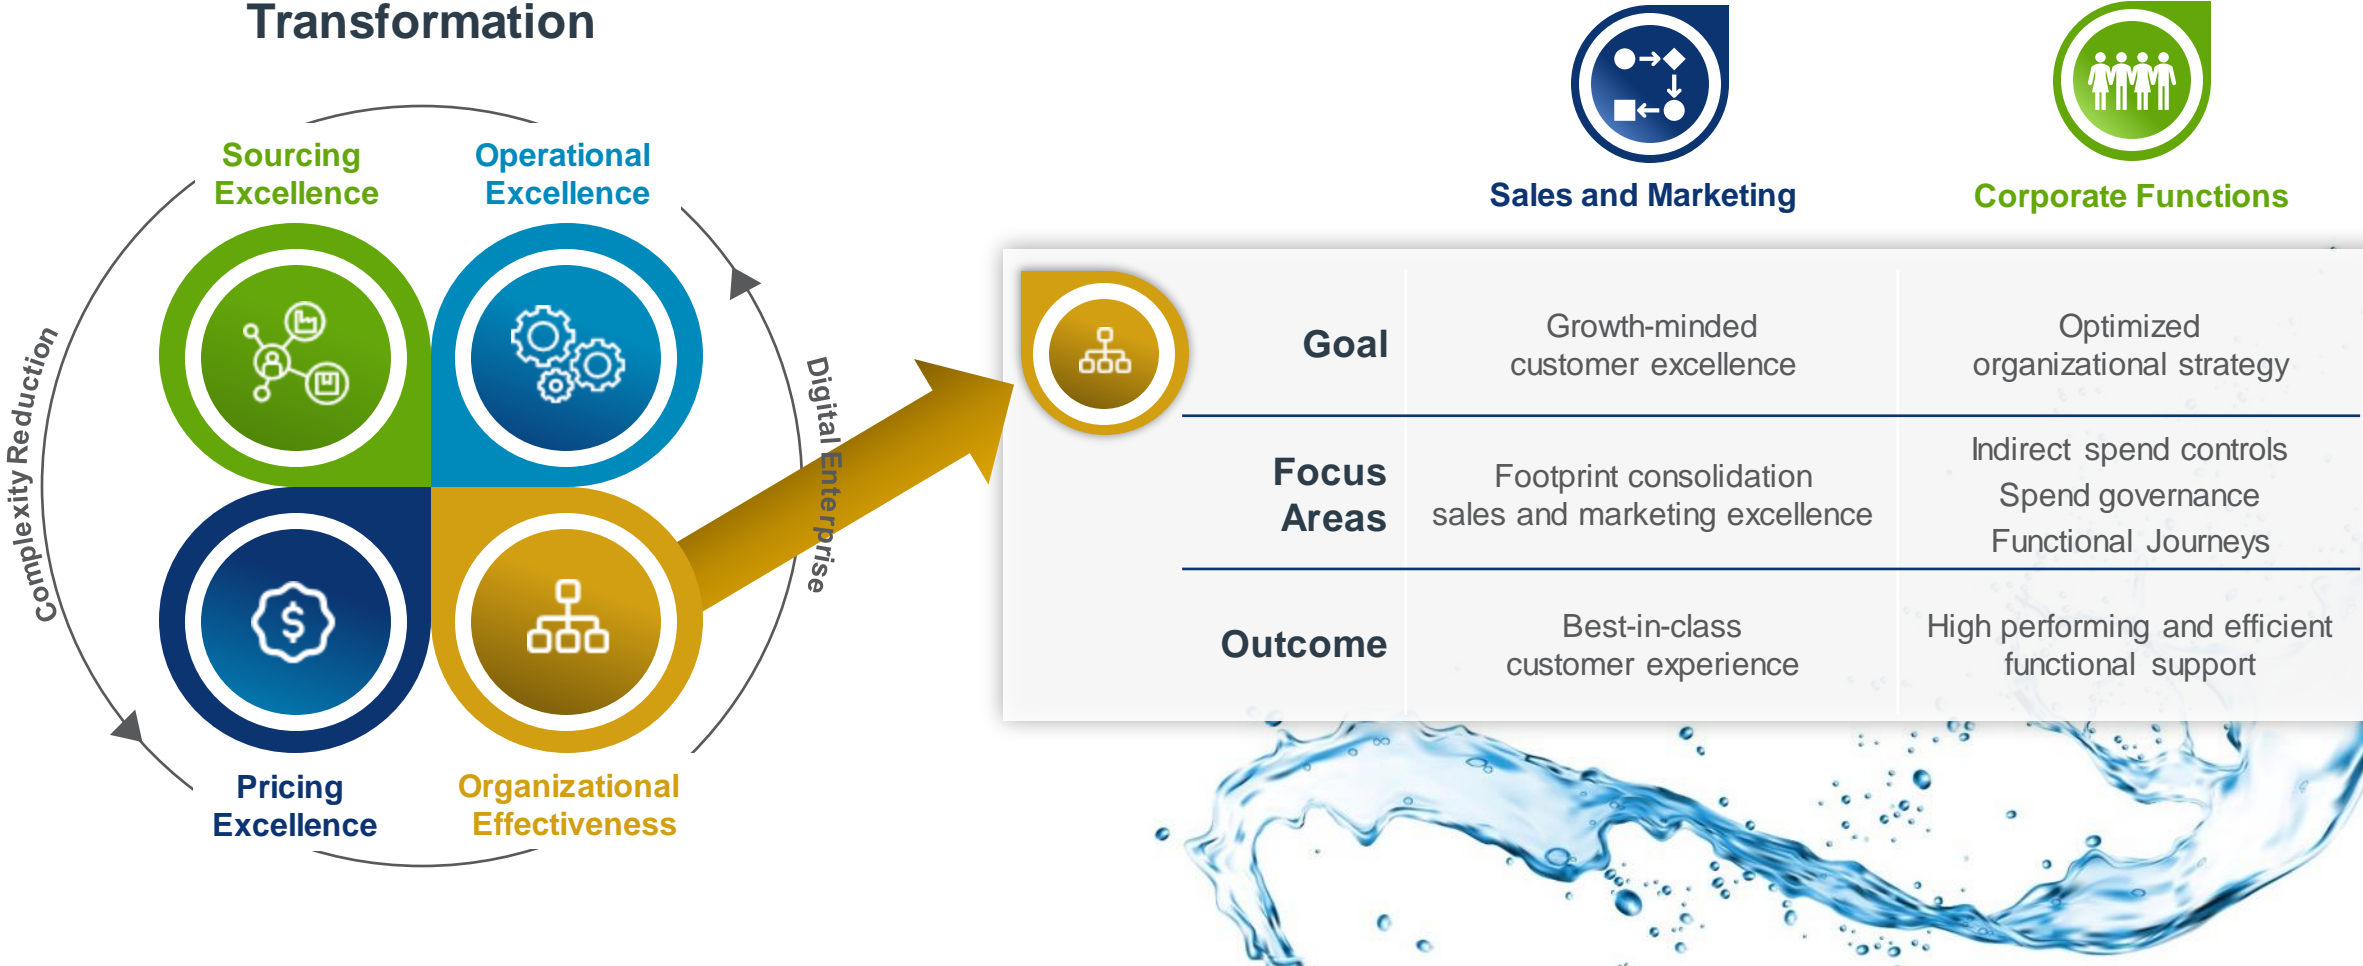 Transformation
Sourcing
Excellence
Operational
Excellence
Complexity Reduction
Digital Enterprise
Pricing
Excellence
Organizational
Effectiveness
Sales and Marketing
Corporate Functions
Goal
Growth-minded
customer excellence
Optimized
organizational strategy
Focus
Areas
Footprint consolidation
sales and marketing excellence
Indirect spend controls
Spend governance
Functional Journeys
Outcome
Best-in-class
customer experience
High performing and efficient
functional support
$